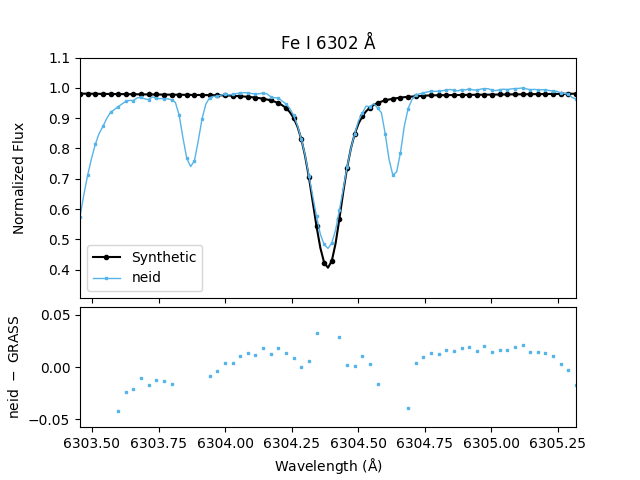 Fe I 6302 Å
1.1
1.0
0.9
0.8
0.7
0.6
0.5
0.4
Normalized Flux
Synthetic
neid
0.05
0.00
−0.05
neid − GRASS
6303.50 6303.75 6304.00 6304.25 6304.50 6304.75 6305.00 6305.25
Wavelength (Å)